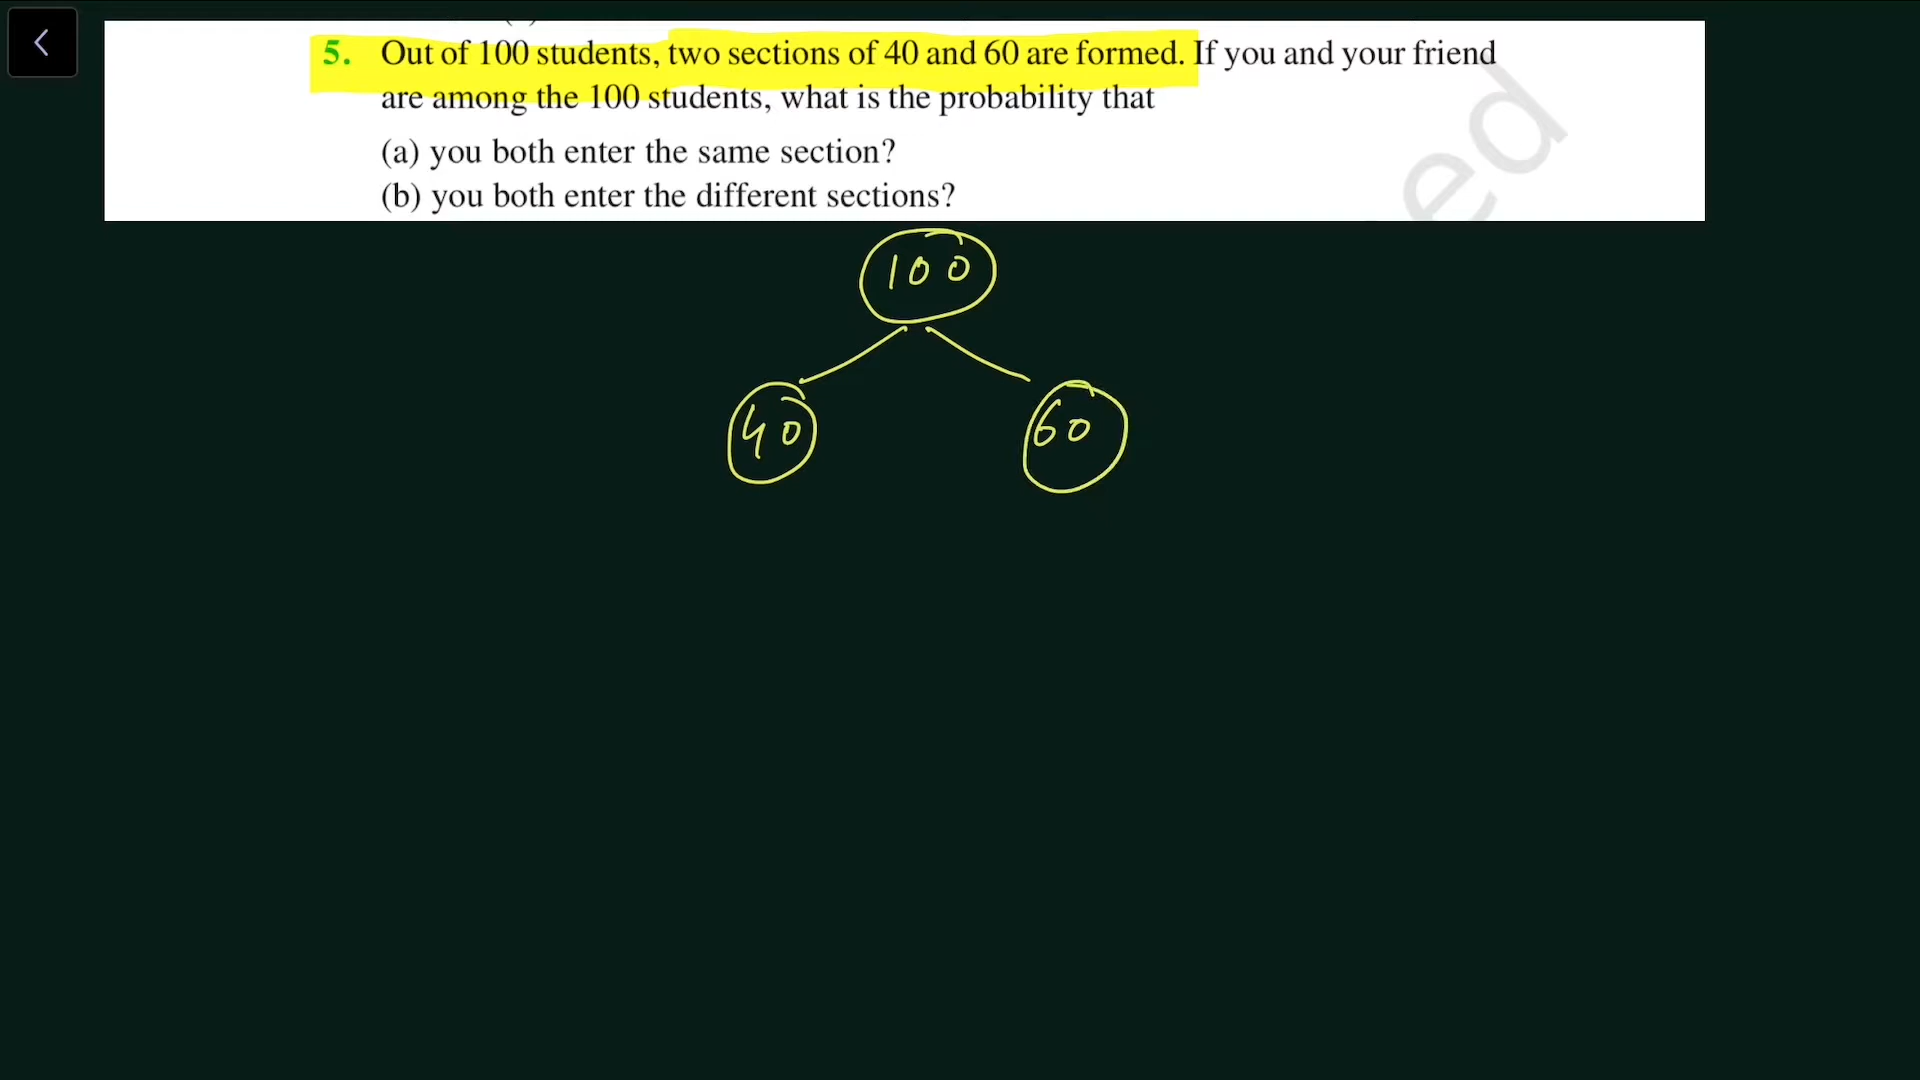 5. Out of 100 students, two sections of 40 and 60 are formed. If you and your friend
are among the 100 students, what is the probability that
(a) you both enter the same section?
(b) you both enter the different sections?
ed
100
40 60